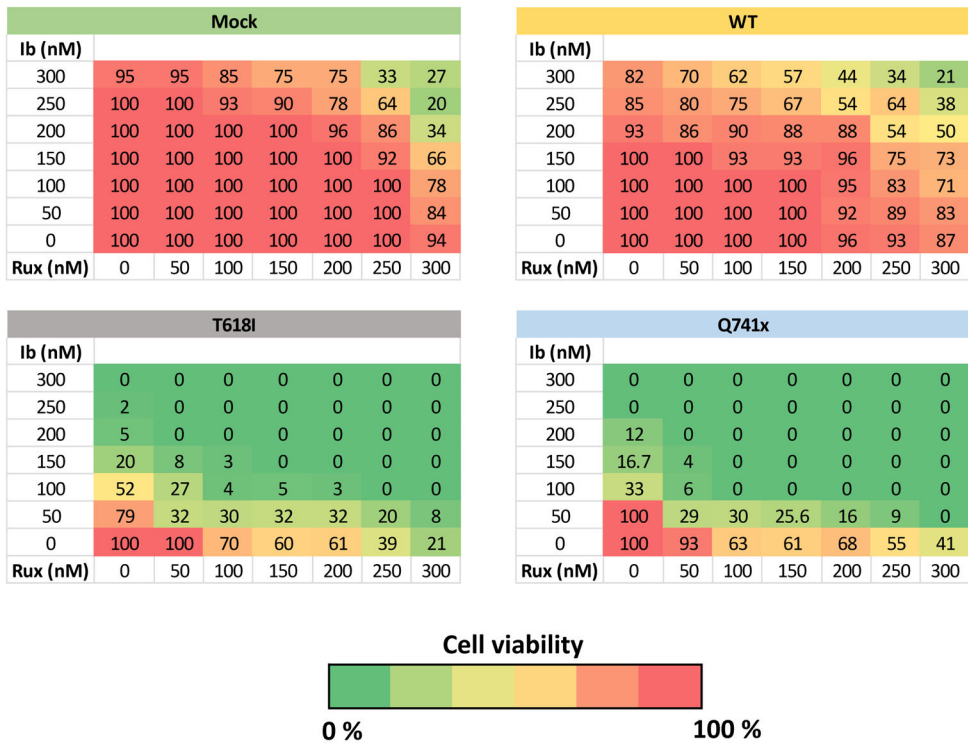 Mock
Ib (nM)
300 95 95 85 75 75 33 27
250 100 100 93 90 78 64 20
200 100 100 100 100 96 86 34
150 100 100 100 100 100 92 66
100 100 100 100 100 100 100 78
50 100 100 100 100 100 100 84
0 100 100 100 100 100 100 94
Rux (nM) 0 50 100 150 200 250 300
WT
Ib (nM)
300 82 70 62 57 44 34 21
250 85 80 75 67 54 64 38
200 93 86 90 88 88 54 50
150 100 100 93 93 96 75 73
100 100 100 100 100 95 83 71
50 100 100 100 100 92 89 83
0 100 100 100 100 96 93 87
Rux (nM) 0 50 100 150 200 250 300
T618I
Ib (nM)
300 0 0 0 0 0 0 0
250 2 0 0 0 0 0 0
200 5 0 0 0 0 0 0
150 20 8 3 0 0 0 0
100 52 27 4 5 3 0 0
50 79 32 30 32 32 20 8
0 100 100 70 60 61 39 21
Rux (nM) 0 50 100 150 200 250 300
Q741x
Ib (nM)
300 0 0 0 0 0 0 0
250 0 0 0 0 0 0 0
200 12 0 0 0 0 0 0
150 16.7 4 0 0 0 0 0
100 33 6 0 0 0 0 0
50 100 29 30 25.6 16 9 0
0 100 93 63 61 68 55 41
Rux (nM) 0 50 100 150 200 250 300
Cell viability
0 % 100 %